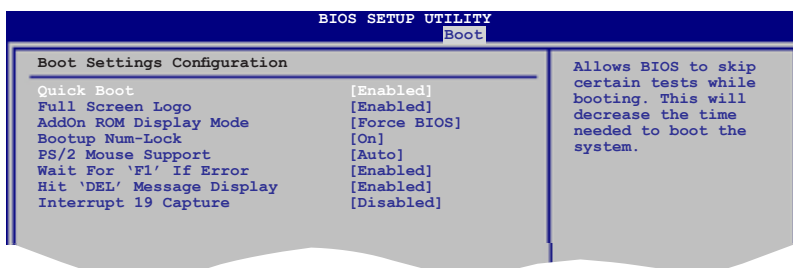 BIOS SETUP UTILITY
Boot
Boot Settings Configuration
Quick Boot [Enabled]
Full Screen Logo [Enabled]
AddOn ROM Display Mode [Force BIOS]
Bootup Num-Lock [On]
PS/2 Mouse Support [Auto]
Wait For ‘F1’ If Error [Enabled]
Hit ‘DEL’ Message Display [Enabled]
Interrupt 19 Capture [Disabled]
Allows BIOS to skip
certain tests while
booting. This will
decrease the time
needed to boot the
system.